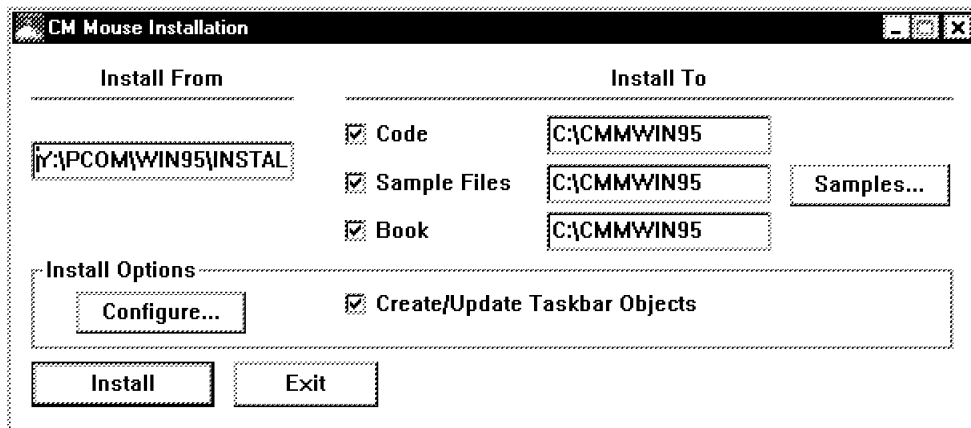 CM Mouse Installation
Install From
Install To
Y:\PCOM\WIN95\INSTAL
Code
C:\CMMWIN95
Sample Files
C:\CMMWIN95
Samples...
Book
C:\CMMWIN95
Install Options
Configure...
Create/Update Taskbar Objects
Install
Exit